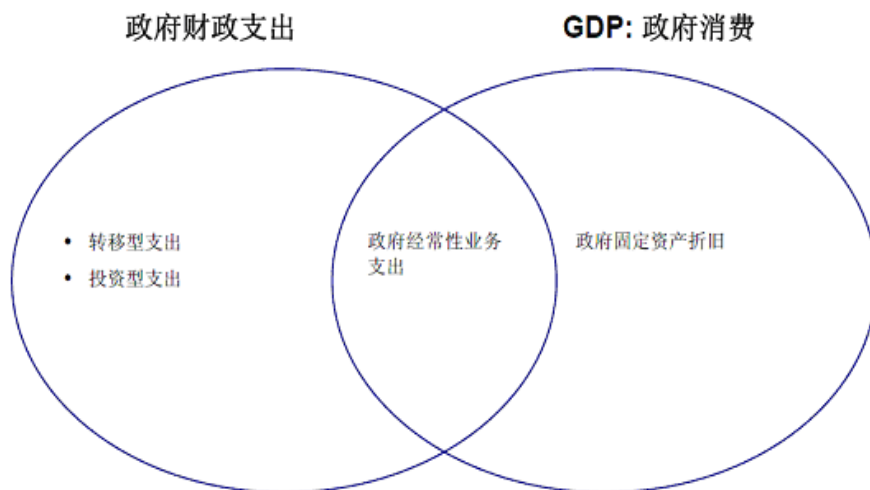 政府财政支出
GDP: 政府消费
• 转移型支出
• 投资型支出
政府经常性业务
支出
政府固定资产折旧